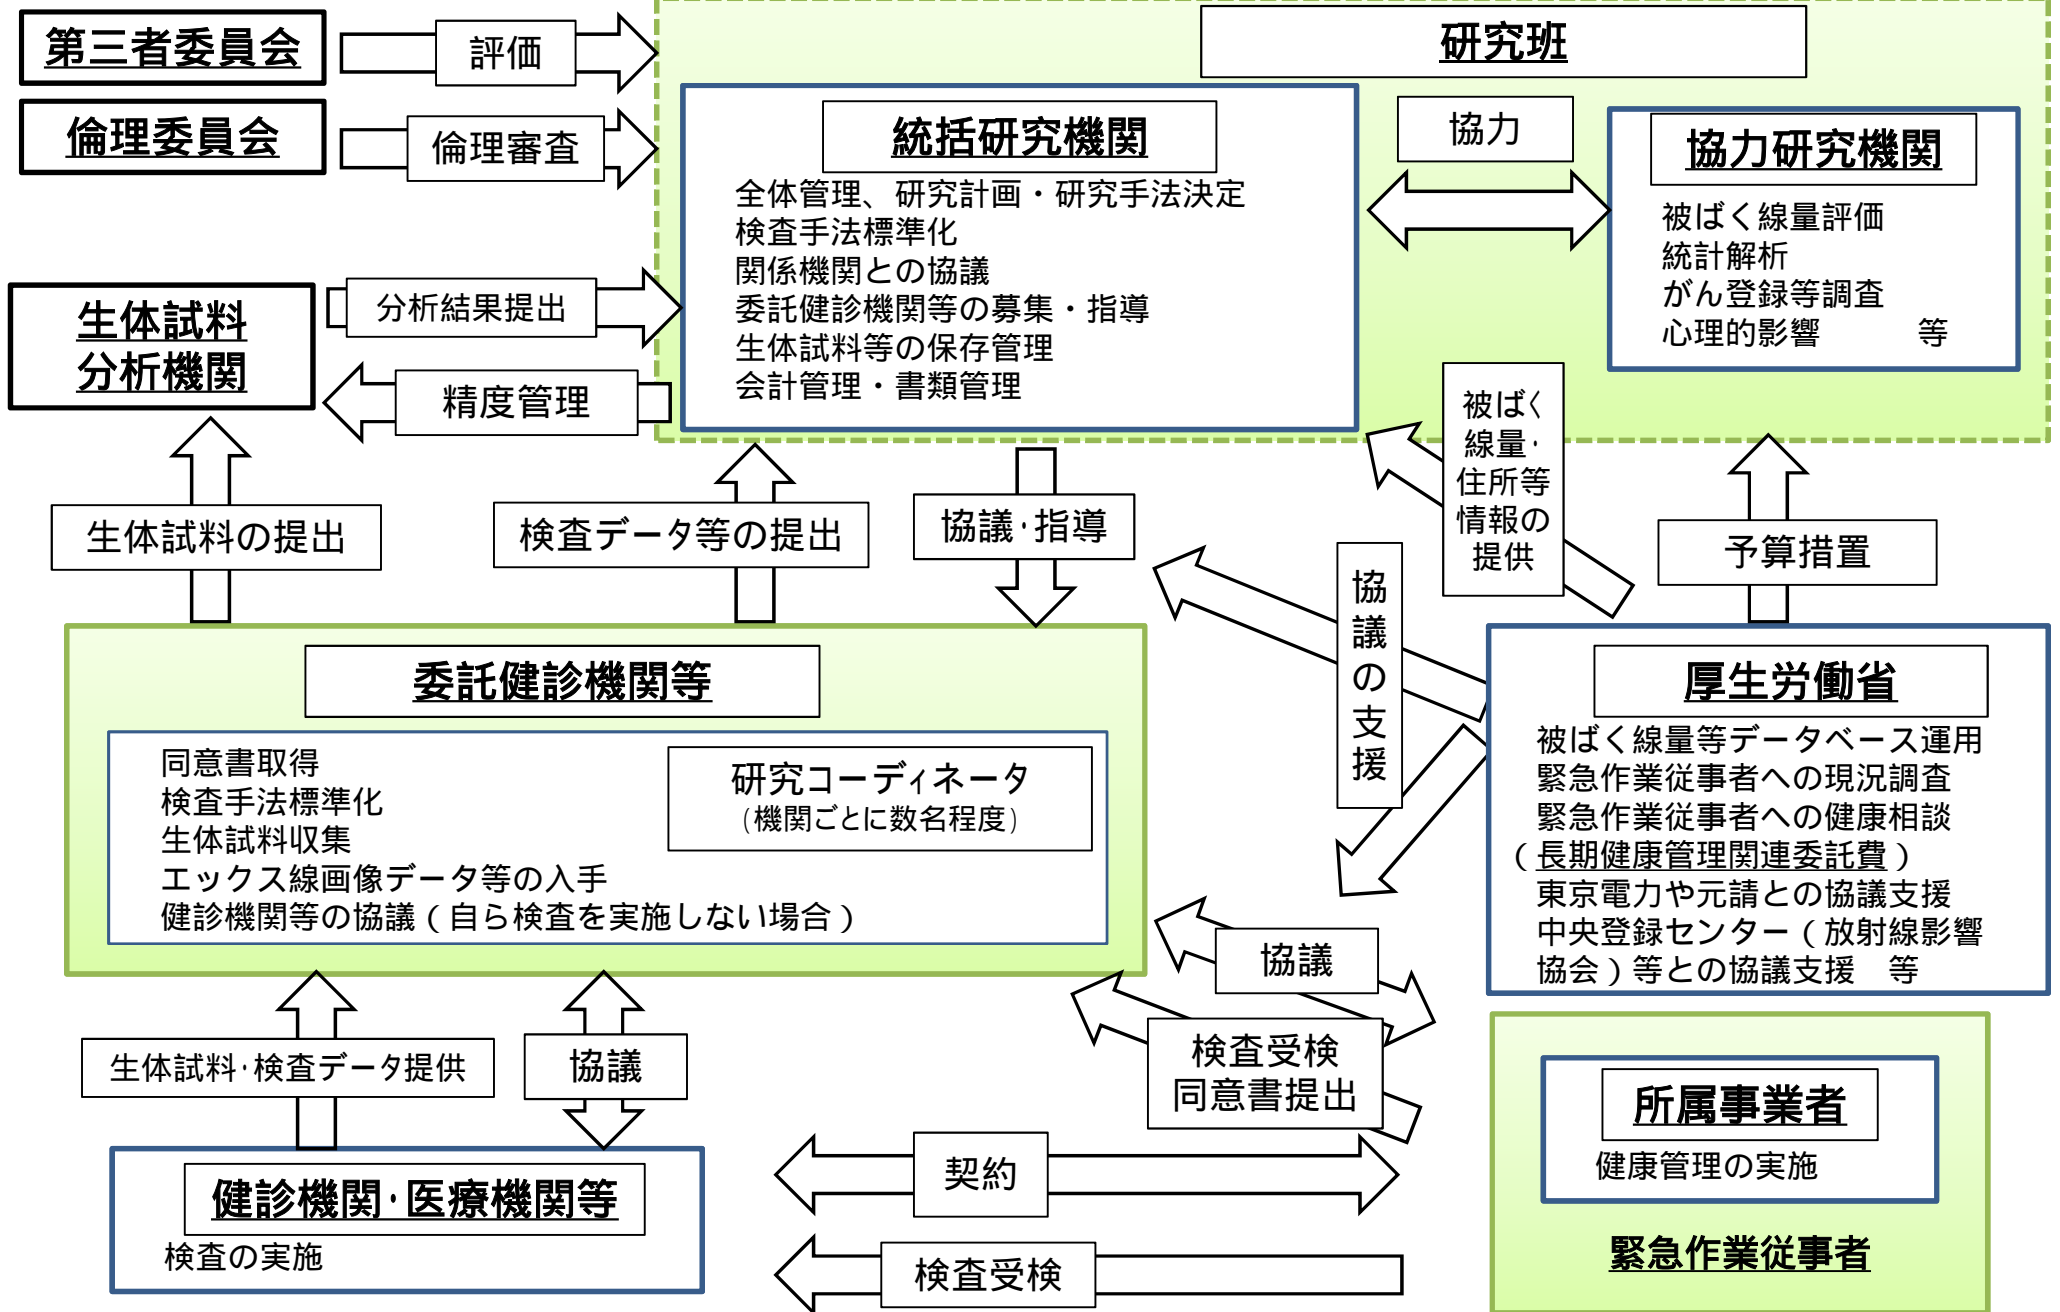 第三者委員会
評価
倫理委員会
倫理審査
研究班
統括研究機関
全体管理、研究計画・研究手法決定
検査手法標準化
関係機関との協議
委託健診機関等の募集・指導
生体試料等の保存管理
会計管理・書類管理
協力
協力研究機関
被ばく線量評価
統計解析
がん登録等調査
心理的影響　　　等
生体試料
分析機関
分析結果提出
精度管理
生体試料の提出
検査データ等の提出
協議・指導
被ばく
線量・
住所等
情報の
提供
予算措置
協議の支援
委託健診機関等
同意書取得
検査手法標準化
生体試料収集
エックス線画像データ等の入手
健診機関等の協議（自ら検査を実施しない場合）
研究コーディネータ
（機関ごとに数名程度）
厚生労働省
被ばく線量等データベース運用
緊急作業従事者への現況調査
緊急作業従事者への健康相談
（長期健康管理関連委託費）
東京電力や元請との協議支援
中央登録センター（放射線影響
協会）等との協議支援　等
生体試料・検査データ提供
協議
協議
検査受検
同意書提出
健診機関・医療機関等
検査の実施
契約
検査受検
所属事業者
健康管理の実施
緊急作業従事者